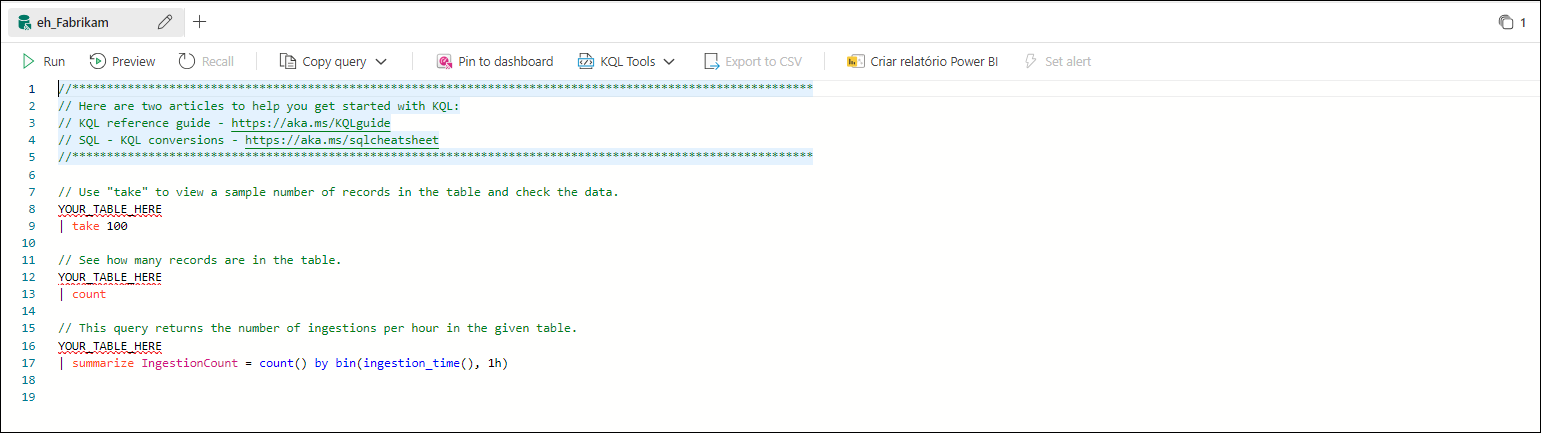 eh_Fabrikam
1
Run Preview Recall Copy query Pin to dashboard KQL Tools Export to CSV Criar relatório Power BI Set alert
1 //***********************************************************************************************************
2 // Here are two articles to help you get started with KQL:
3 // KQL reference guide - https://aka.ms/KQLguide
4 // SQL - KQL conversions - https://aka.ms/sqlcheatsheet
5 //***********************************************************************************************************
6
7 // Use "take" to view a sample number of records in the table and check the data.
8 YOUR_TABLE_HERE
9 | take 100
10
11 // See how many records are in the table.
12 YOUR_TABLE_HERE
13 | count
14
15 // This query returns the number of ingestions per hour in the given table.
16 YOUR_TABLE_HERE
17 | summarize IngestionCount = count() by bin(ingestion_time(), 1h)
18
19